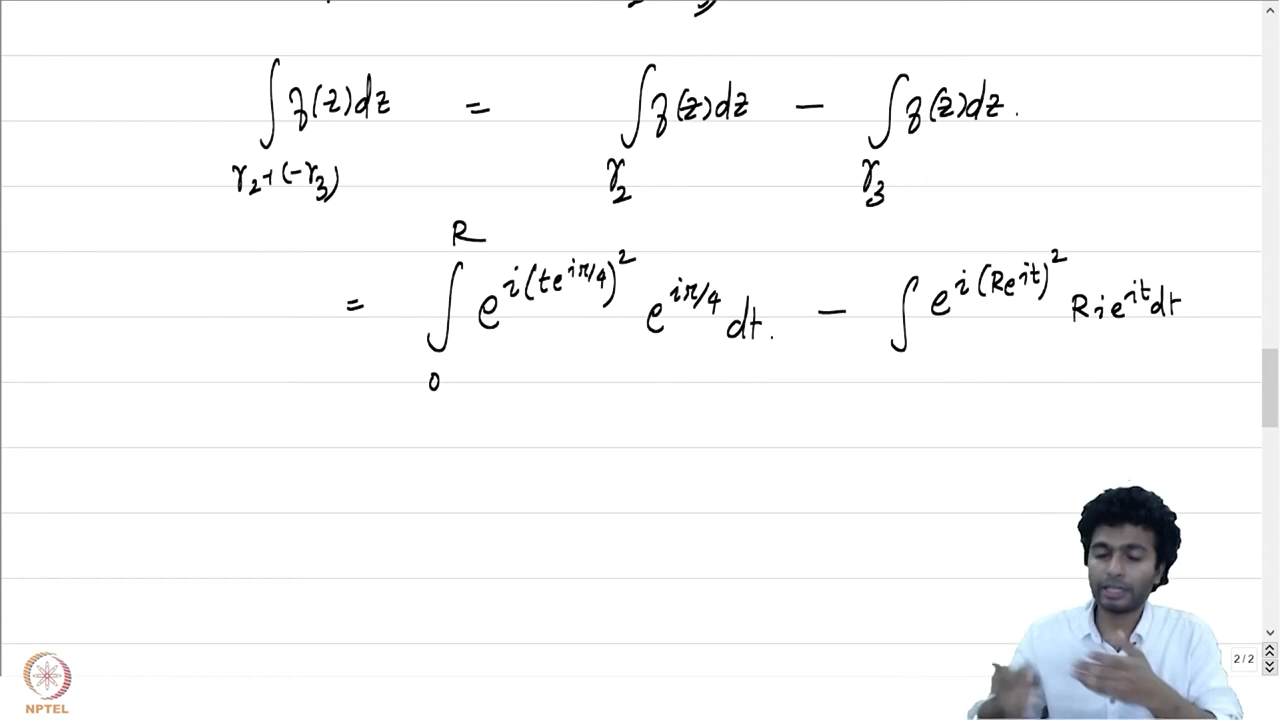 ∫_{γ₂+(-γ₃)} f(z)dz = ∫_{γ₂} f(z)dz − ∫_{γ₃} f(z)dz.
= ∫_0^R e^{i(te^{iπ/4})^2} e^{iπ/4} dt. − ∫ e^{i(Re^{it})^2} Rie^{it}dt
2/2
NPTEL